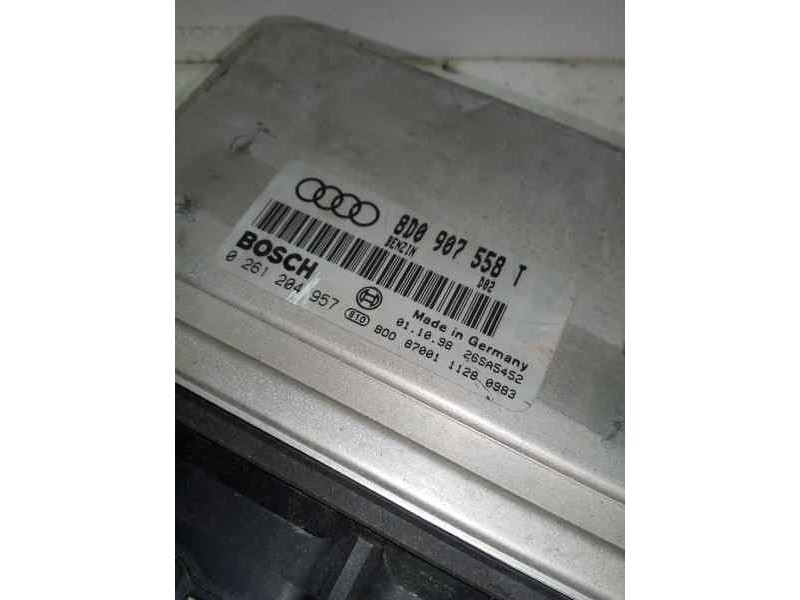 8D0 907 558 T
BENZIN D02
BOSCH
0 261 204 957
Made in Germany
01.10.98 26SA5452
810 800 87001 1128 0983